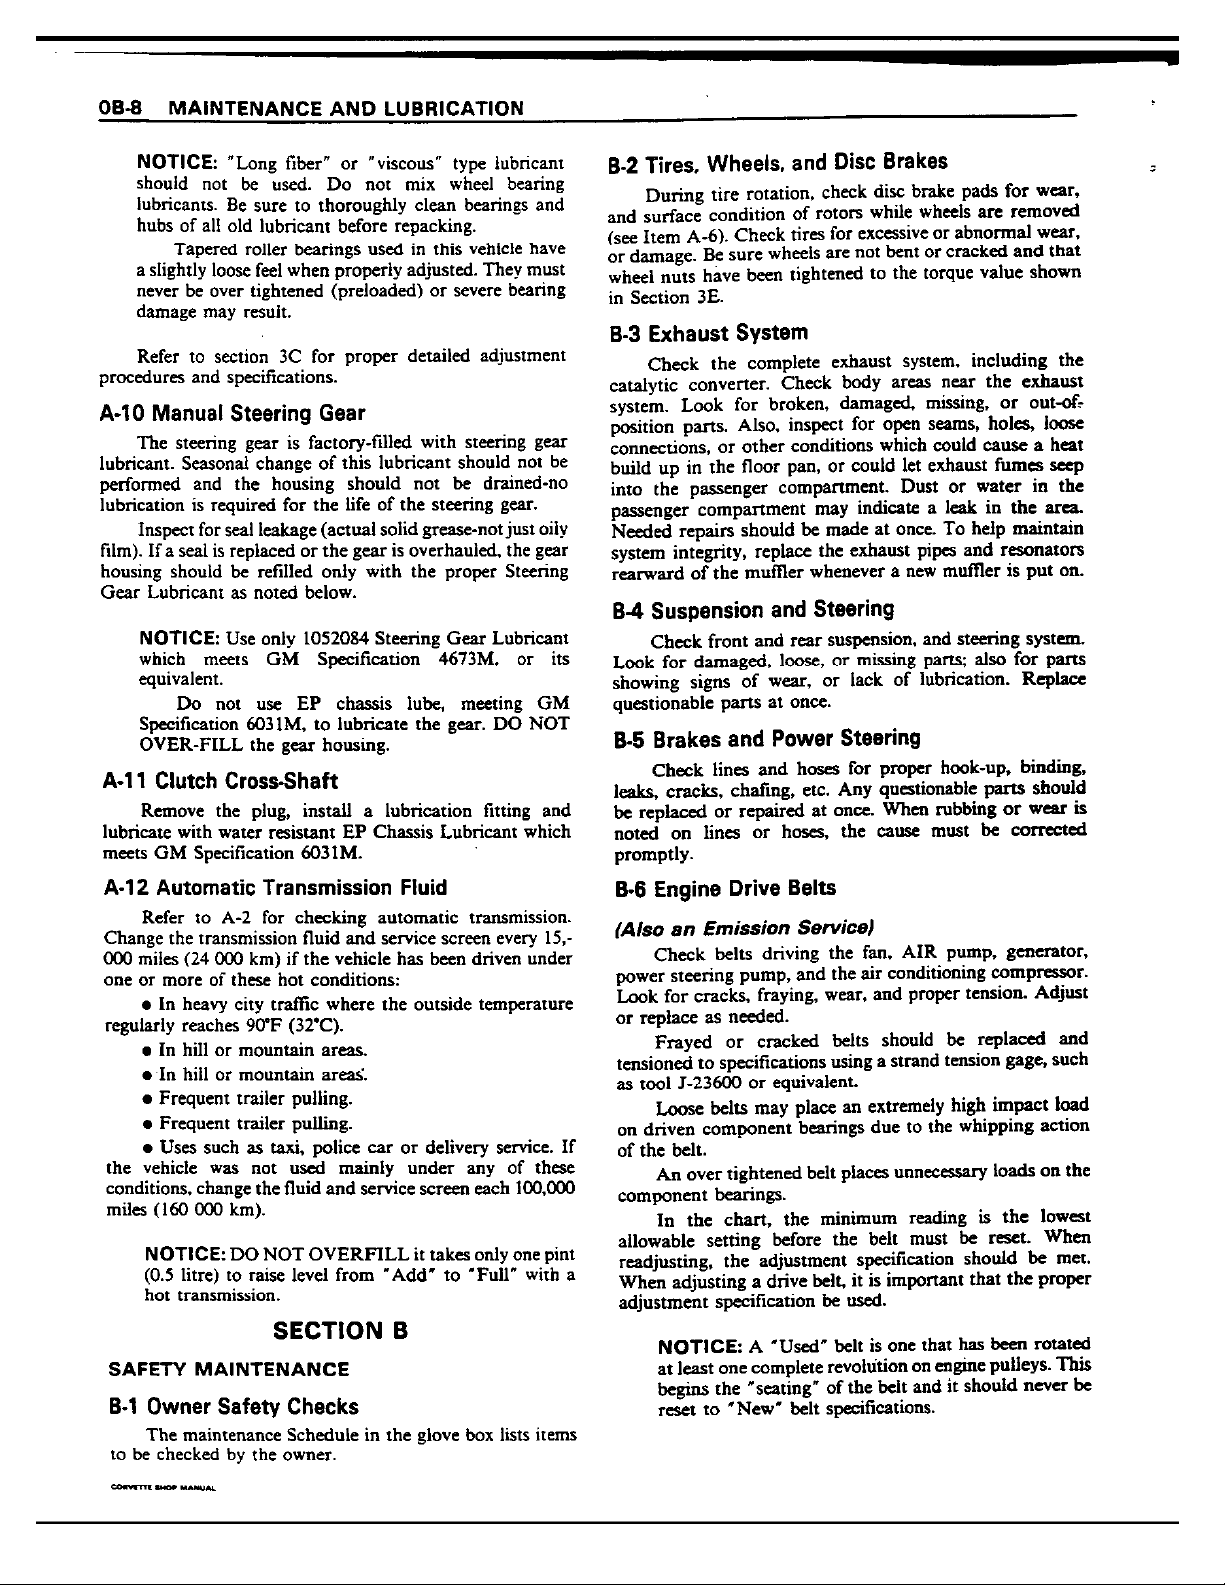 0B-8 MAINTENANCE AND LUBRICATION
NOTICE: "Long fiber" or "viscous" type lubricant
should not be used. Do not mix wheel bearing
lubricants. Be sure to thoroughly clean bearings and
hubs of all old lubricant before repacking.
Tapered roller bearings used in this vehicle have
a slightly loose feel when properly adjusted. They must
never be over tightened (preloaded) or severe bearing
damage may result.
Refer to section 3C for proper detailed adjustment
procedures and specifications.
A-10 Manual Steering Gear
The steering gear is factory-filled with steering gear
lubricant. Seasonal change of this lubricant should not be
performed and the housing should not be drained-no
lubrication is required for the life of the steering gear.
Inspect for seal leakage (actual solid grease-not just oily
film). If a seal is replaced or the gear is overhauled, the gear
housing should be refilled only with the proper Steering
Gear Lubricant as noted below.
NOTICE: Use only 1052084 Steering Gear Lubricant
which meets GM Specification 4673M, or its
equivalent.
Do not use EP chassis lube, meeting GM
Specification 6031M, to lubricate the gear. DO NOT
OVER-FILL the gear housing.
A-11 Clutch Cross-Shaft
Remove the plug, install a lubrication fitting and
lubricate with water resistant EP Chassis Lubricant which
meets GM Specification 6031M.
A-12 Automatic Transmission Fluid
Refer to A-2 for checking automatic transmission.
Change the transmission fluid and service screen every 15,-
000 miles (24 000 km) if the vehicle has been driven under
one or more of these hot conditions:
● In heavy city traffic where the outside temperature
regularly reaches 90°F (32°C).
● In hill or mountain areas.
● In hill or mountain areas.
● Frequent trailer pulling.
● Frequent trailer pulling.
● Uses such as taxi, police car or delivery service. If
the vehicle was not used mainly under any of these
conditions, change the fluid and service screen each 100,000
miles (160 000 km).
NOTICE: DO NOT OVERFILL it takes only one pint
(0.5 litre) to raise level from "Add" to "Full" with a
hot transmission.
SECTION B
SAFETY MAINTENANCE
B-1 Owner Safety Checks
The maintenance Schedule in the glove box lists items
to be checked by the owner.
B-2 Tires, Wheels, and Disc Brakes
During tire rotation, check disc brake pads for wear,
and surface condition of rotors while wheels are removed
(see Item A-6). Check tires for excessive or abnormal wear,
or damage. Be sure wheels are not bent or cracked and that
wheel nuts have been tightened to the torque value shown
in Section 3E.
B-3 Exhaust System
Check the complete exhaust system, including the
catalytic converter. Check body areas near the exhaust
system. Look for broken, damaged, missing, or out-of-
position parts. Also, inspect for open seams, holes, loose
connections, or other conditions which could cause a heat
build up in the floor pan, or could let exhaust fumes seep
into the passenger compartment. Dust or water in the
passenger compartment may indicate a leak in the area.
Needed repairs should be made at once. To help maintain
system integrity, replace the exhaust pipes and resonators
rearward of the muffler whenever a new muffler is put on.
B-4 Suspension and Steering
Check front and rear suspension, and steering system.
Look for damaged, loose, or missing parts; also for parts
showing signs of wear, or lack of lubrication. Replace
questionable parts at once.
B-5 Brakes and Power Steering
Check lines and hoses for proper hook-up, binding,
leaks, cracks, chafing, etc. Any questionable parts should
be replaced or repaired at once. When rubbing or wear is
noted on lines or hoses, the cause must be corrected
promptly.
B-6 Engine Drive Belts
(Also an Emission Service)
Check belts driving the fan, AIR pump, generator,
power steering pump, and the air conditioning compressor.
Look for cracks, fraying, wear, and proper tension. Adjust
or replace as needed.
Frayed or cracked belts should be replaced and
tensioned to specifications using a strand tension gage, such
as tool J-23600 or equivalent.
Loose belts may place an extremely high impact load
on driven component bearings due to the whipping action
of the belt.
An over tightened belt places unnecessary loads on the
component bearings.
In the chart, the minimum reading is the lowest
allowable setting before the belt must be reset. When
readjusting, the adjustment specification should be met.
When adjusting a drive belt, it is important that the proper
adjustment specification be used.
NOTICE: A "Used" belt is one that has been rotated
at least one complete revolution on engine pulleys. This
begins the "seating" of the belt and it should never be
reset to "New" belt specifications.
CORVETTE SHOP MANUAL